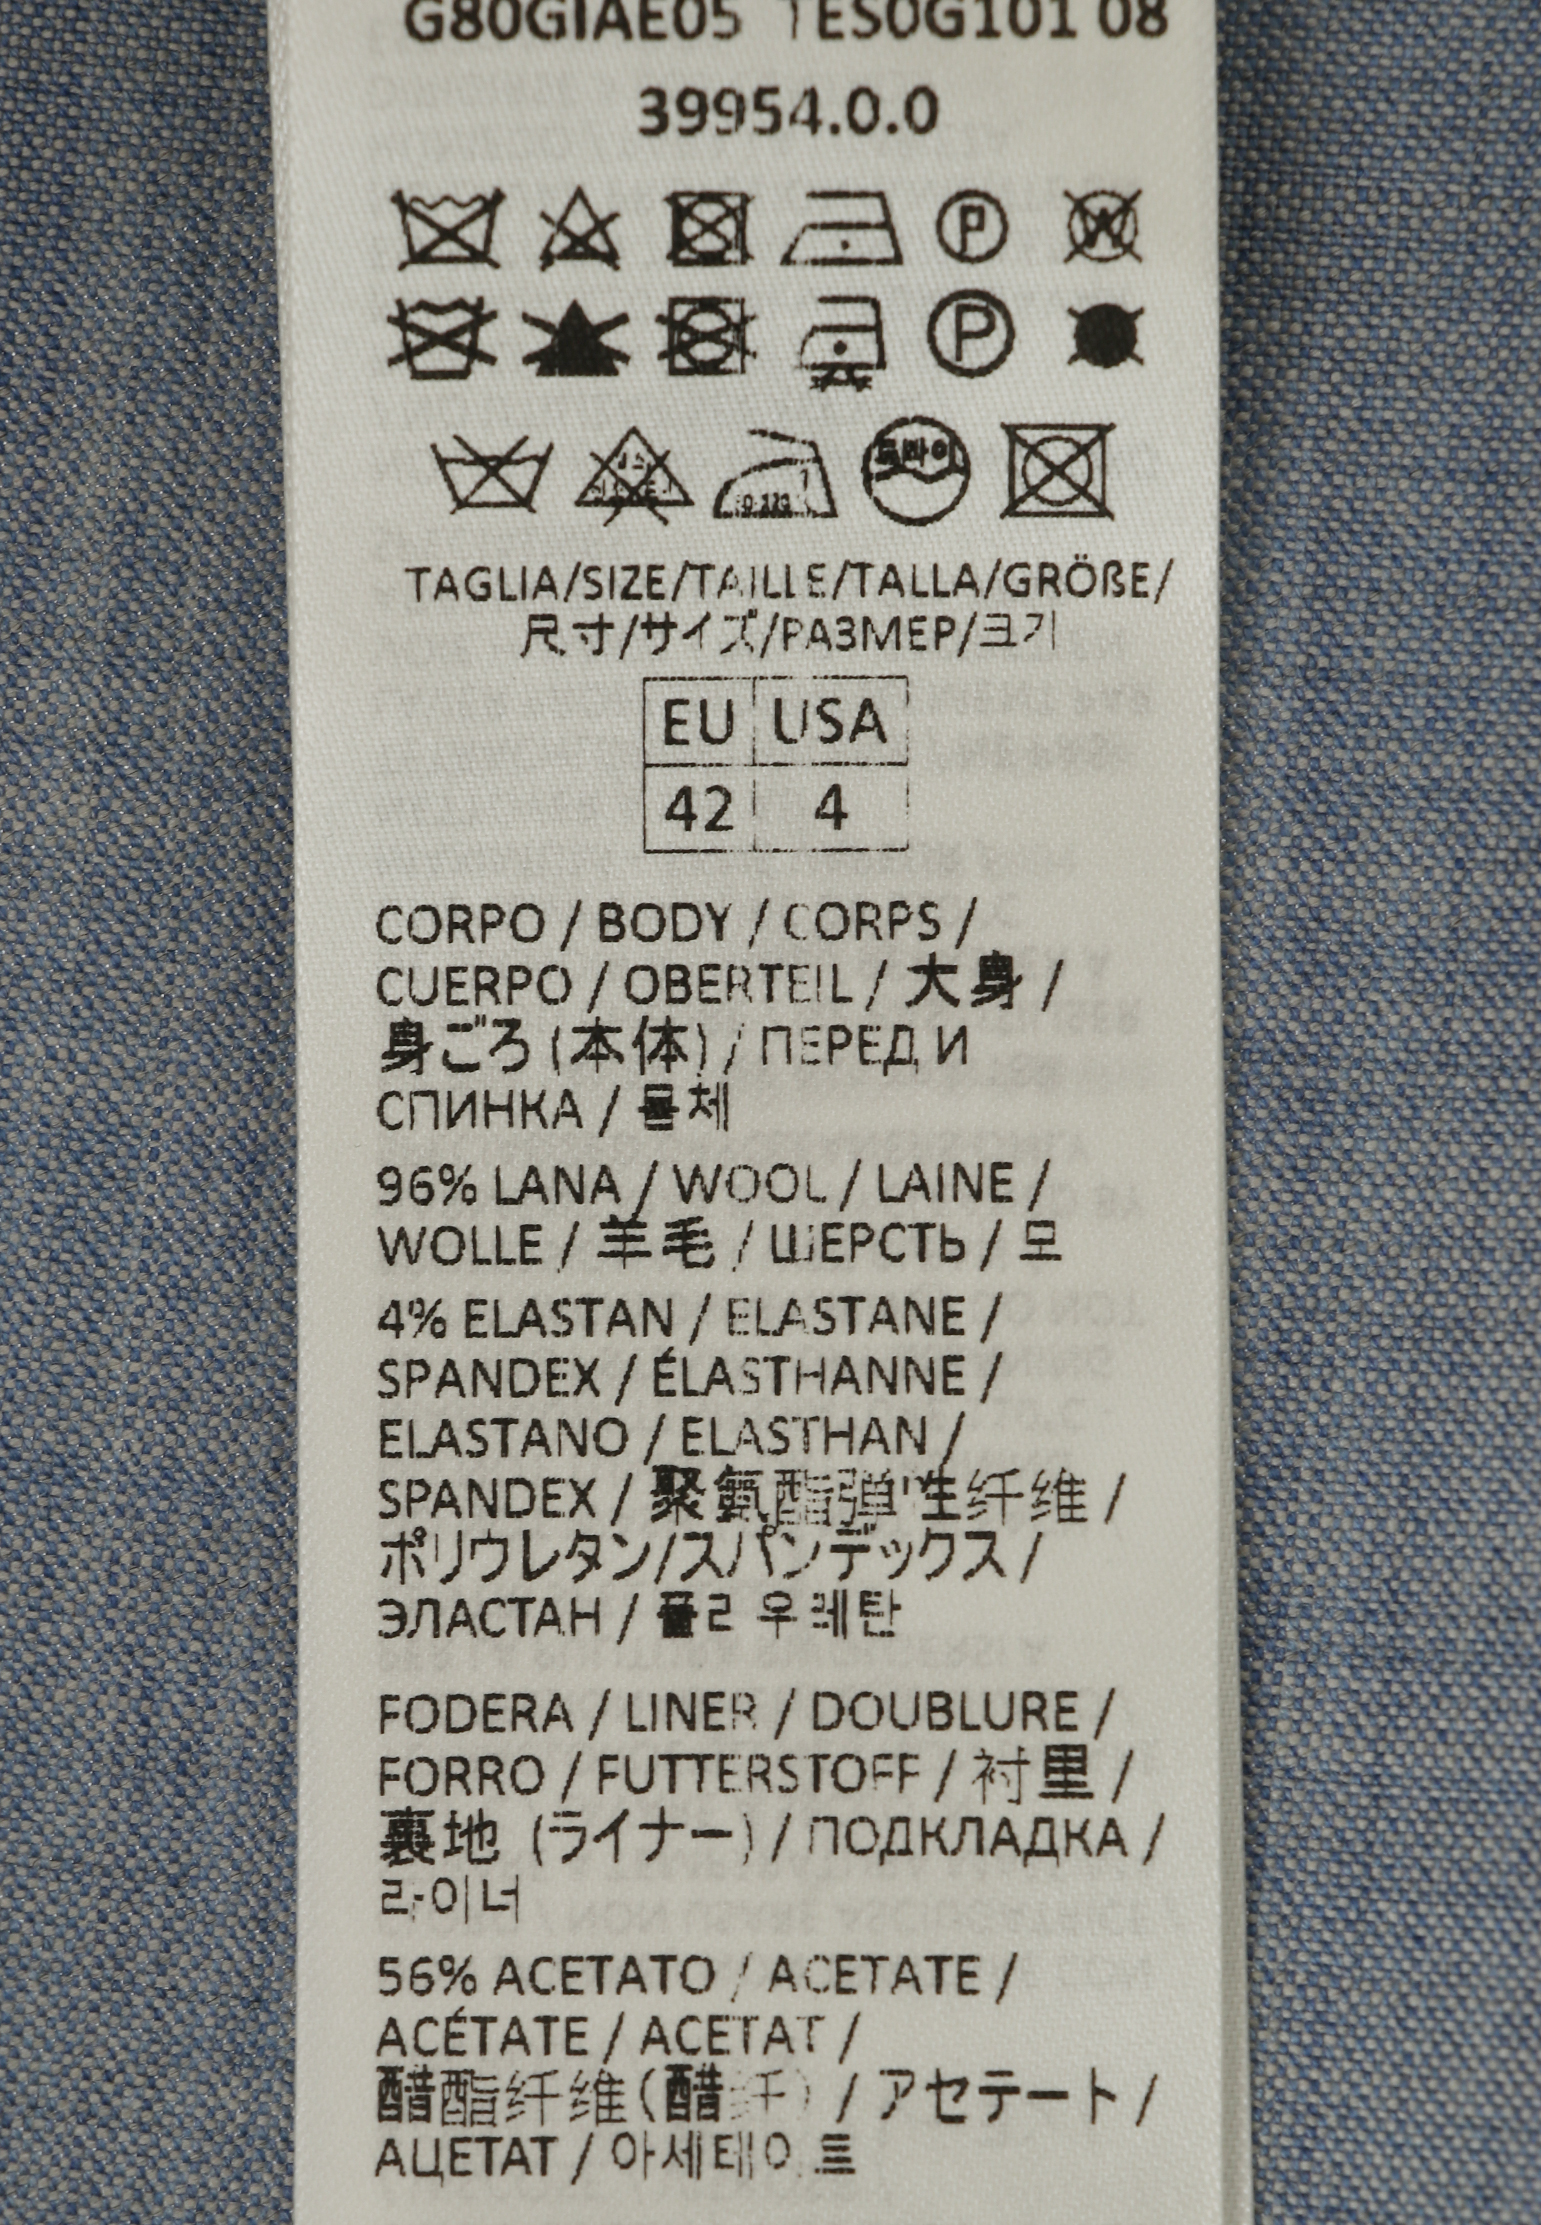 G80GIAE05 TES0G101 08
39954.0.0
P W
P
드라이
TAGLIA/SIZE/TAILLE/TALLA/GRÖßE/
尺寸/サイズ/РАЗМЕР/크기
EU USA
42 4
CORPO / BODY / CORPS /
CUERPO / OBERTEIL / 大身 /
身ごろ (本体) / ПЕРЕД И
СПИНКА / 몸체
96% LANA / WOOL / LAINE /
WOLLE / 羊毛 / ШЕРСТЬ / 모
4% ELASTAN / ELASTANE /
SPANDEX / ÉLASTHANNE /
ELASTANO / ELASTHAN /
SPANDEX / 聚氨酯弹性纤维 /
ポリウレタン/スパンデックス /
ЭЛАСТАН / 폴리 우레탄
FODERA / LINER / DOUBLURE /
FORRO / FUTTERSTOFF / 衬里 /
裏地 (ライナー) / ПОДКЛАДКА /
라이너
56% ACETATO / ACETATE /
ACÉTATE / ACETAT /
醋酯纤维(醋纤) / アセテート /
АЦЕТАТ / 아세테이트